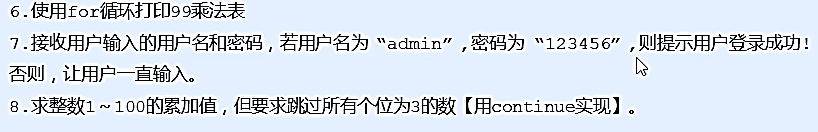 6.使用for循环打印99乘法表
7.接收用户输入的用户名和密码,若用户名为“admin”,密码为“123456”,则提示用户登录成功!
否则,让用户一直输入。
8.求整数1～100的累加值,但要求跳过所有个位为3的数【用continue实现】。